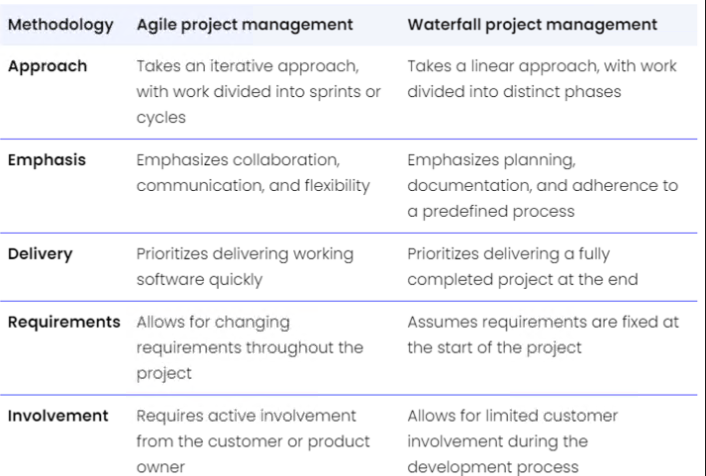 Methodology Agile project management Waterfall project management
Approach Takes an iterative approach, Takes a linear approach, with work
with work divided into sprints or divided into distinct phases
cycles
Emphasis Emphasizes collaboration, Emphasizes planning,
communication, and flexibility documentation, and adherence to
a predefined process
Delivery Prioritizes delivering working Prioritizes delivering a fully
software quickly completed project at the end
Requirements Allows for changing Assumes requirements are fixed at
requirements throughout the the start of the project
project
Involvement Requires active involvement Allows for limited customer
from the customer or product involvement during the
owner development process